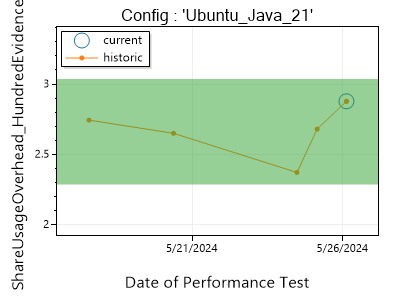 Config : 'Ubuntu_Java_21'
current
historic
ShareUsageOverhead_HundredEvidence
3
2.5
2
5/21/2024
5/26/2024
Date of Performance Test